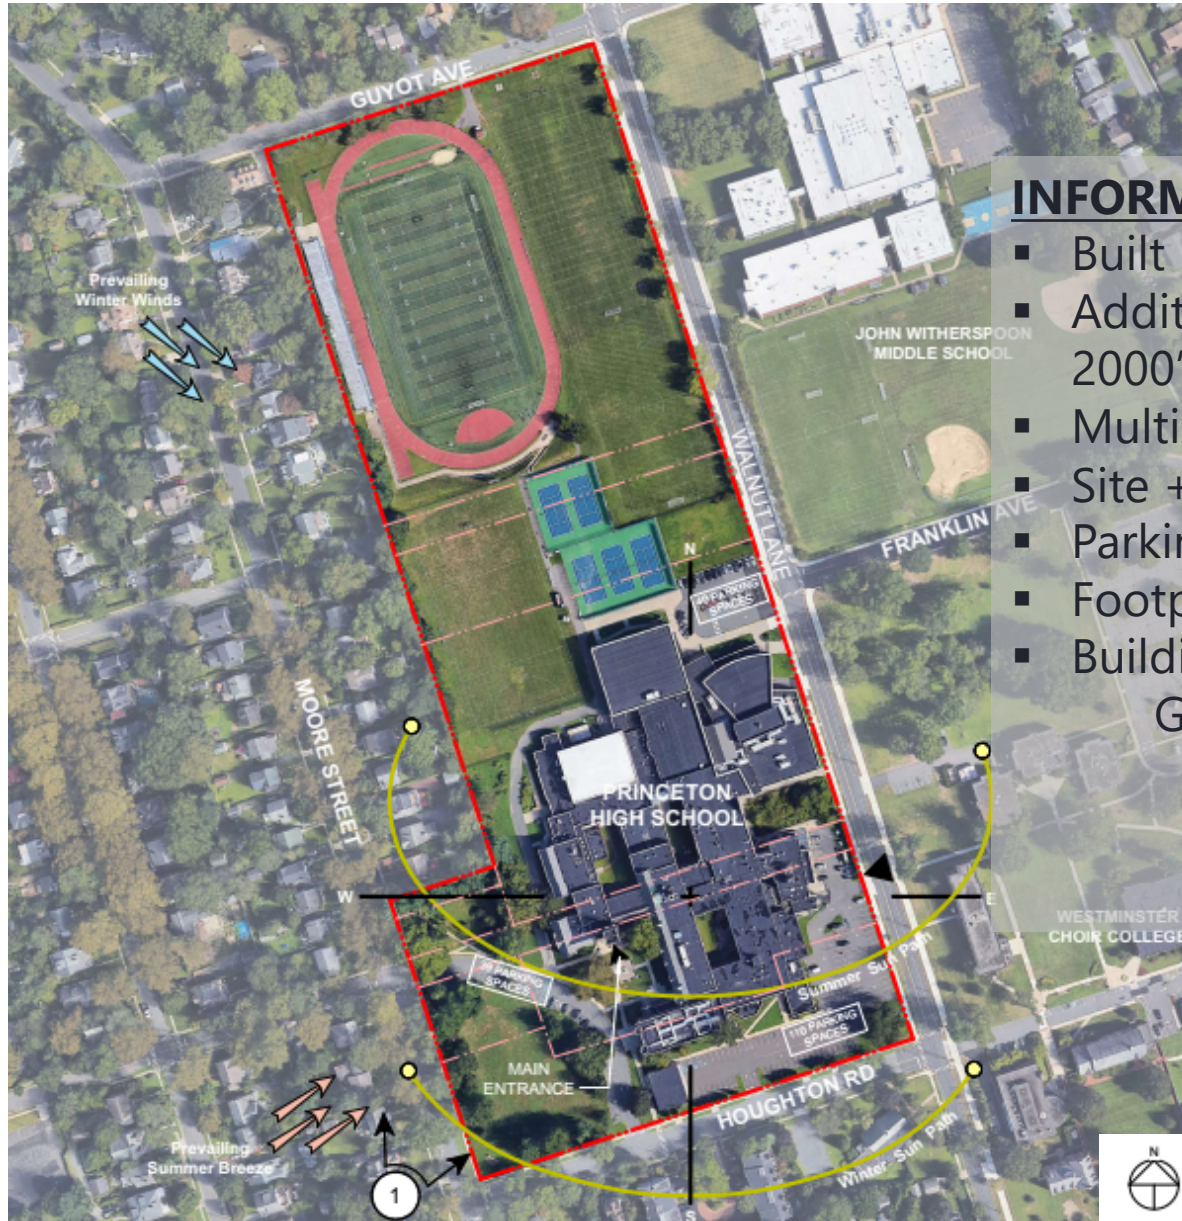 GUYOT AVE
Prevailing
Winter Winds
INFORM
▪ Built
▪ Addit
2000'
▪ Multi
▪ Site +
▪ Parkin
▪ Footp
▪ Buildi
G
JOHN WITHERSPOON
MIDDLE SCHOOL
WALNUT LANE
FRANKLIN AVE
N
PARKING
SPACES
MOORE STREET
PRINCETON
HIGH SCHOOL
W
E
WESTMINSTER
CHOIR COLLEGE
PARKING
SPACES
Summer Sun Path
110 PARKING
SPACES
MAIN
ENTRANCE
HOUGHTON RD
Prevailing
Summer Breeze
Winter Sun Path
1
S
N